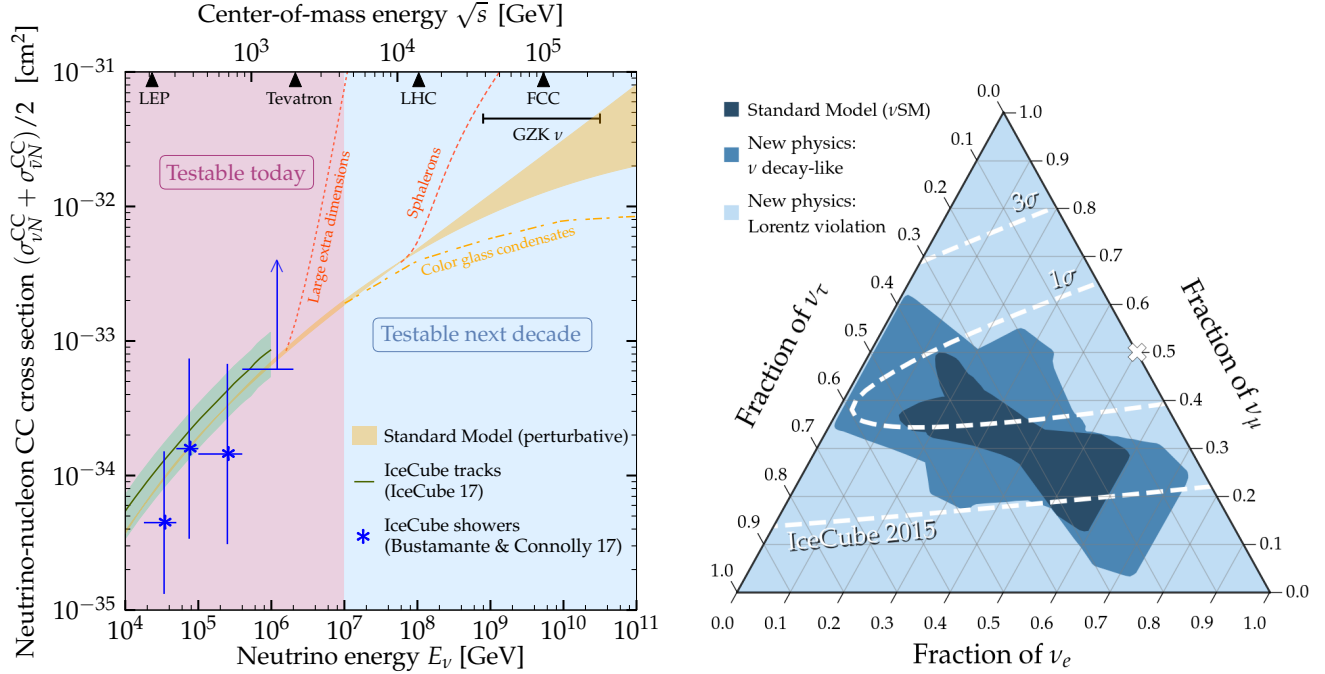 Center-of-mass energy √s [GeV]
10³ 10⁴ 10⁵
Neutrino-nucleon CC cross section (σ^CC_νN + σ^CC_ν̄N)/2 [cm²]
10⁻³¹
10⁻³²
10⁻³³
10⁻³⁴
10⁻³⁵
LEP
Tevatron
LHC
FCC
GZK ν
Testable today
Large extra dimensions
Sphalerons
Color glass condensates
Testable next decade
Standard Model (perturbative)
IceCube tracks
(IceCube 17)
IceCube showers
(Bustamante & Connolly 17)
10⁴ 10⁵ 10⁶ 10⁷ 10⁸ 10⁹ 10¹⁰ 10¹¹
Neutrino energy Eν [GeV]
Standard Model (νSM)
New physics:
ν decay-like
New physics:
Lorentz violation
Fraction of ντ
0.0
0.1
0.2
0.3
0.4
0.5
0.6
0.7
0.8
0.9
1.0
Fraction of νμ
1.0
0.9
0.8
0.7
0.6
0.5
0.4
0.3
0.2
0.1
0.0
3σ
1σ
IceCube 2015
0.0 0.1 0.2 0.3 0.4 0.5 0.6 0.7 0.8 0.9 1.0
Fraction of νe